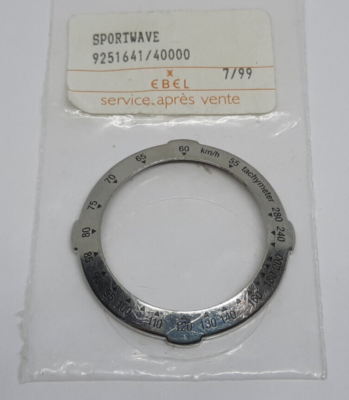 SPORTWAVE
9251641/40000
EBEL
7/99
service après vente
60 km/h 55 tachymeter 280 240
65
70
75
80
85
110 120 130 140